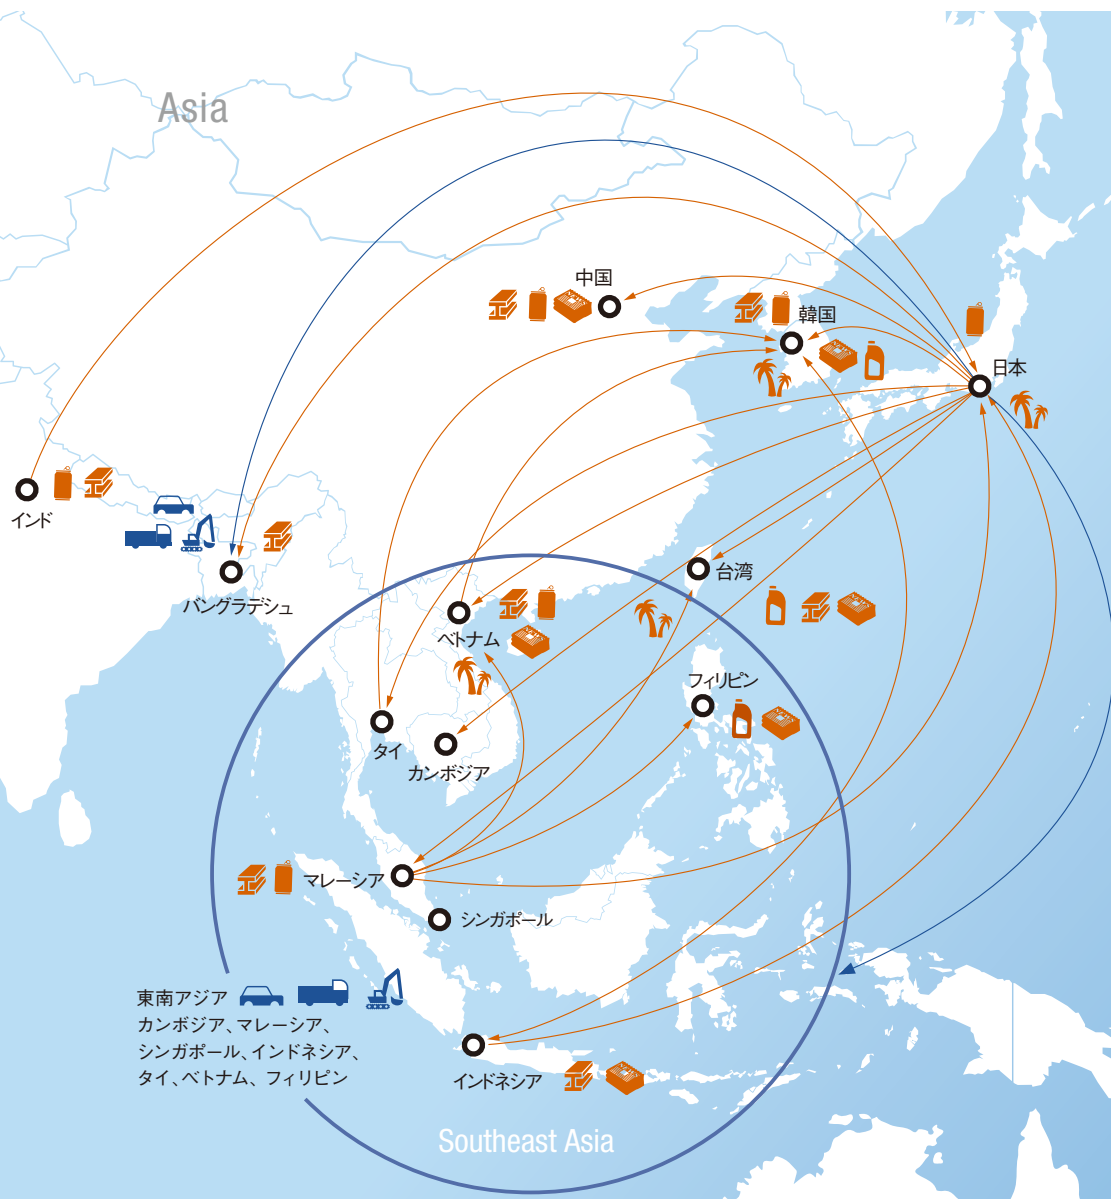 Asia
中国
韓国
日本
インド
バングラデシュ
台湾
ベトナム
フィリピン
タイ
カンボジア
マレーシア
シンガポール
東南アジア
カンボジア、マレーシア、
シンガポール、インドネシア、
タイ、ベトナム、フィリピン
インドネシア
Southeast Asia